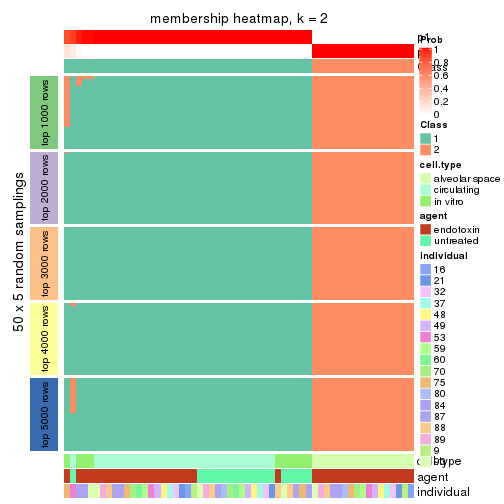 membership heatmap, k = 2
50 x 5 random samplings
top 1000 rows
top 2000 rows
top 3000 rows
top 4000 rows
top 5000 rows
p1
Class
cell.type
agent
individual
Prob
1
0.8
0.6
0.4
0.2
0
Class
1
2
cell.type
alveolar space
circulating
in vitro
agent
endotoxin
untreated
individual
16
21
32
37
48
49
53
59
60
70
75
80
84
87
88
89
9